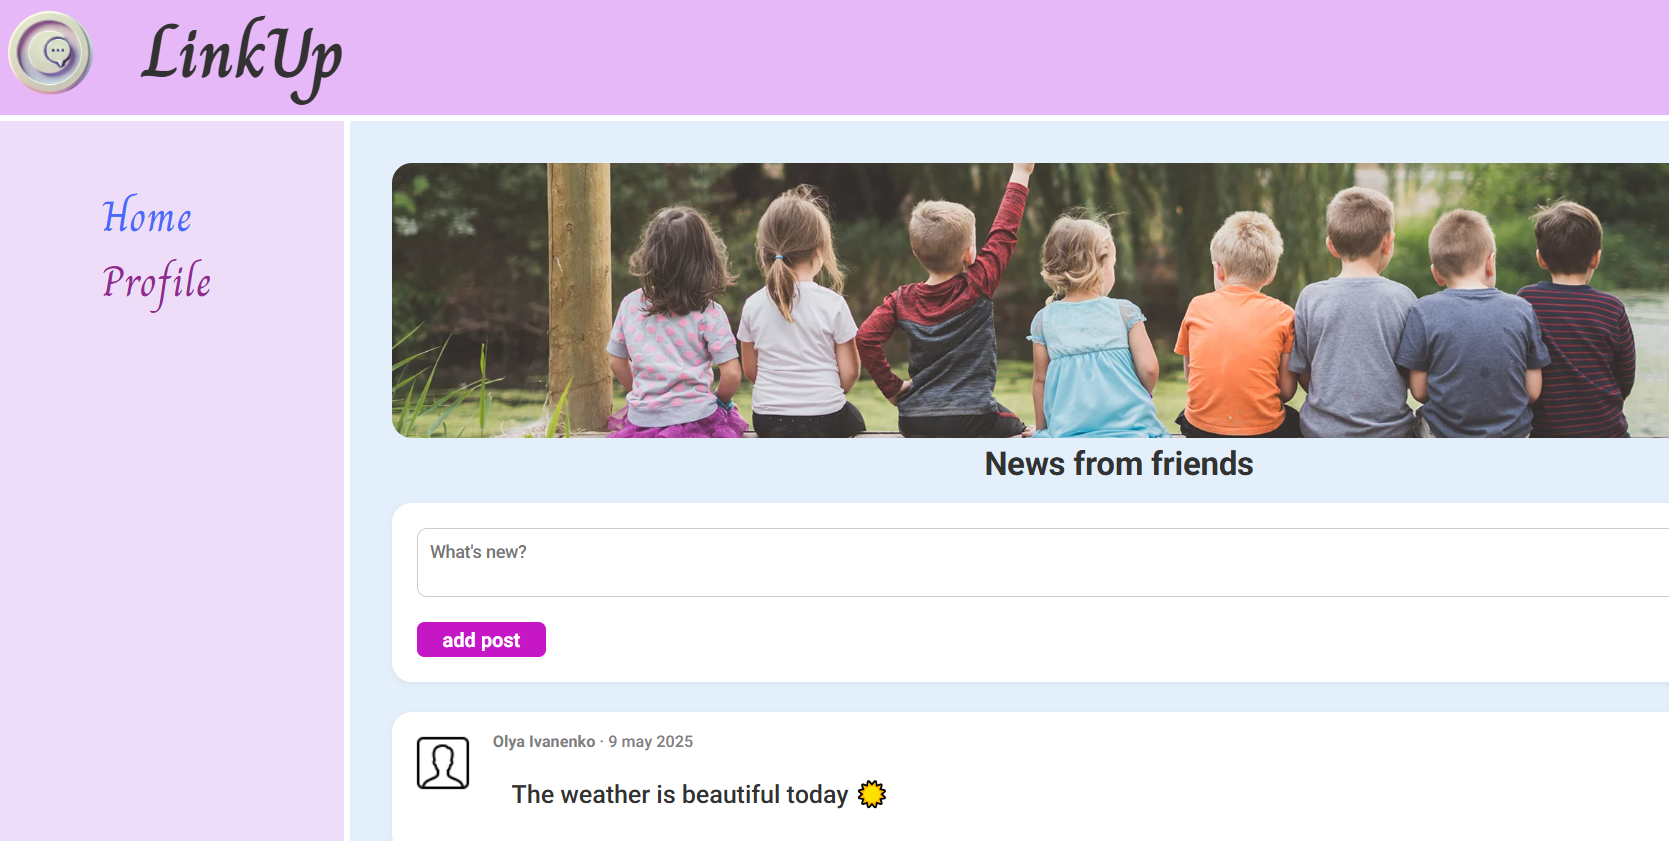 LinkUp
Home
Profile
News from friends
What's new?
add post
Olya Ivanenko · 9 may 2025
The weather is beautiful today